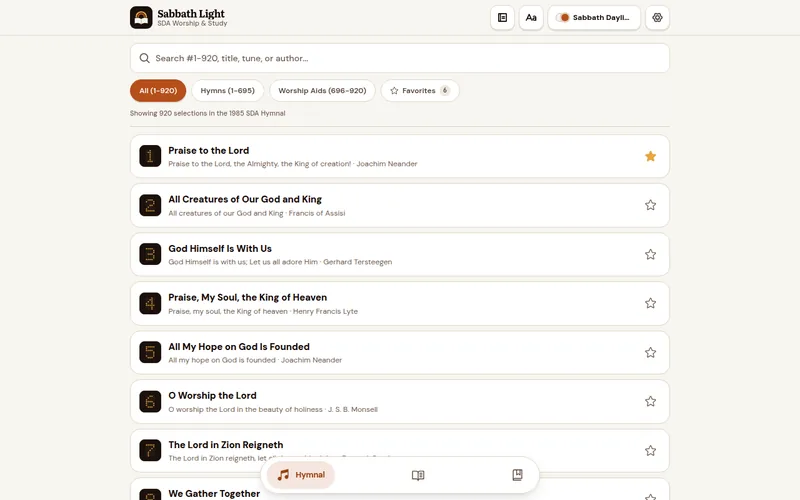 Sabbath Light
SDA Worship & Study
Aa
Sabbath Dayli...
Search #1-920, title, tune, or author...
All (1-920)
Hymns (1-695)
Worship Aids (696-920)
Favorites 6
Showing 920 selections in the 1985 SDA Hymnal
1
Praise to the Lord
Praise to the Lord, the Almighty, the King of creation! · Joachim Neander
2
All Creatures of Our God and King
All creatures of our God and King · Francis of Assisi
3
God Himself Is With Us
God Himself is with us; Let us all adore Him · Gerhard Tersteegen
4
Praise, My Soul, the King of Heaven
Praise, my soul, the King of heaven · Henry Francis Lyte
5
All My Hope on God Is Founded
All my hope on God is founded · Joachim Neander
6
O Worship the Lord
O worship the Lord in the beauty of holiness · J. S. B. Monsell
7
The Lord in Zion Reigneth
The Lord in Zion reigneth, let
We Gather Together
Hymnal